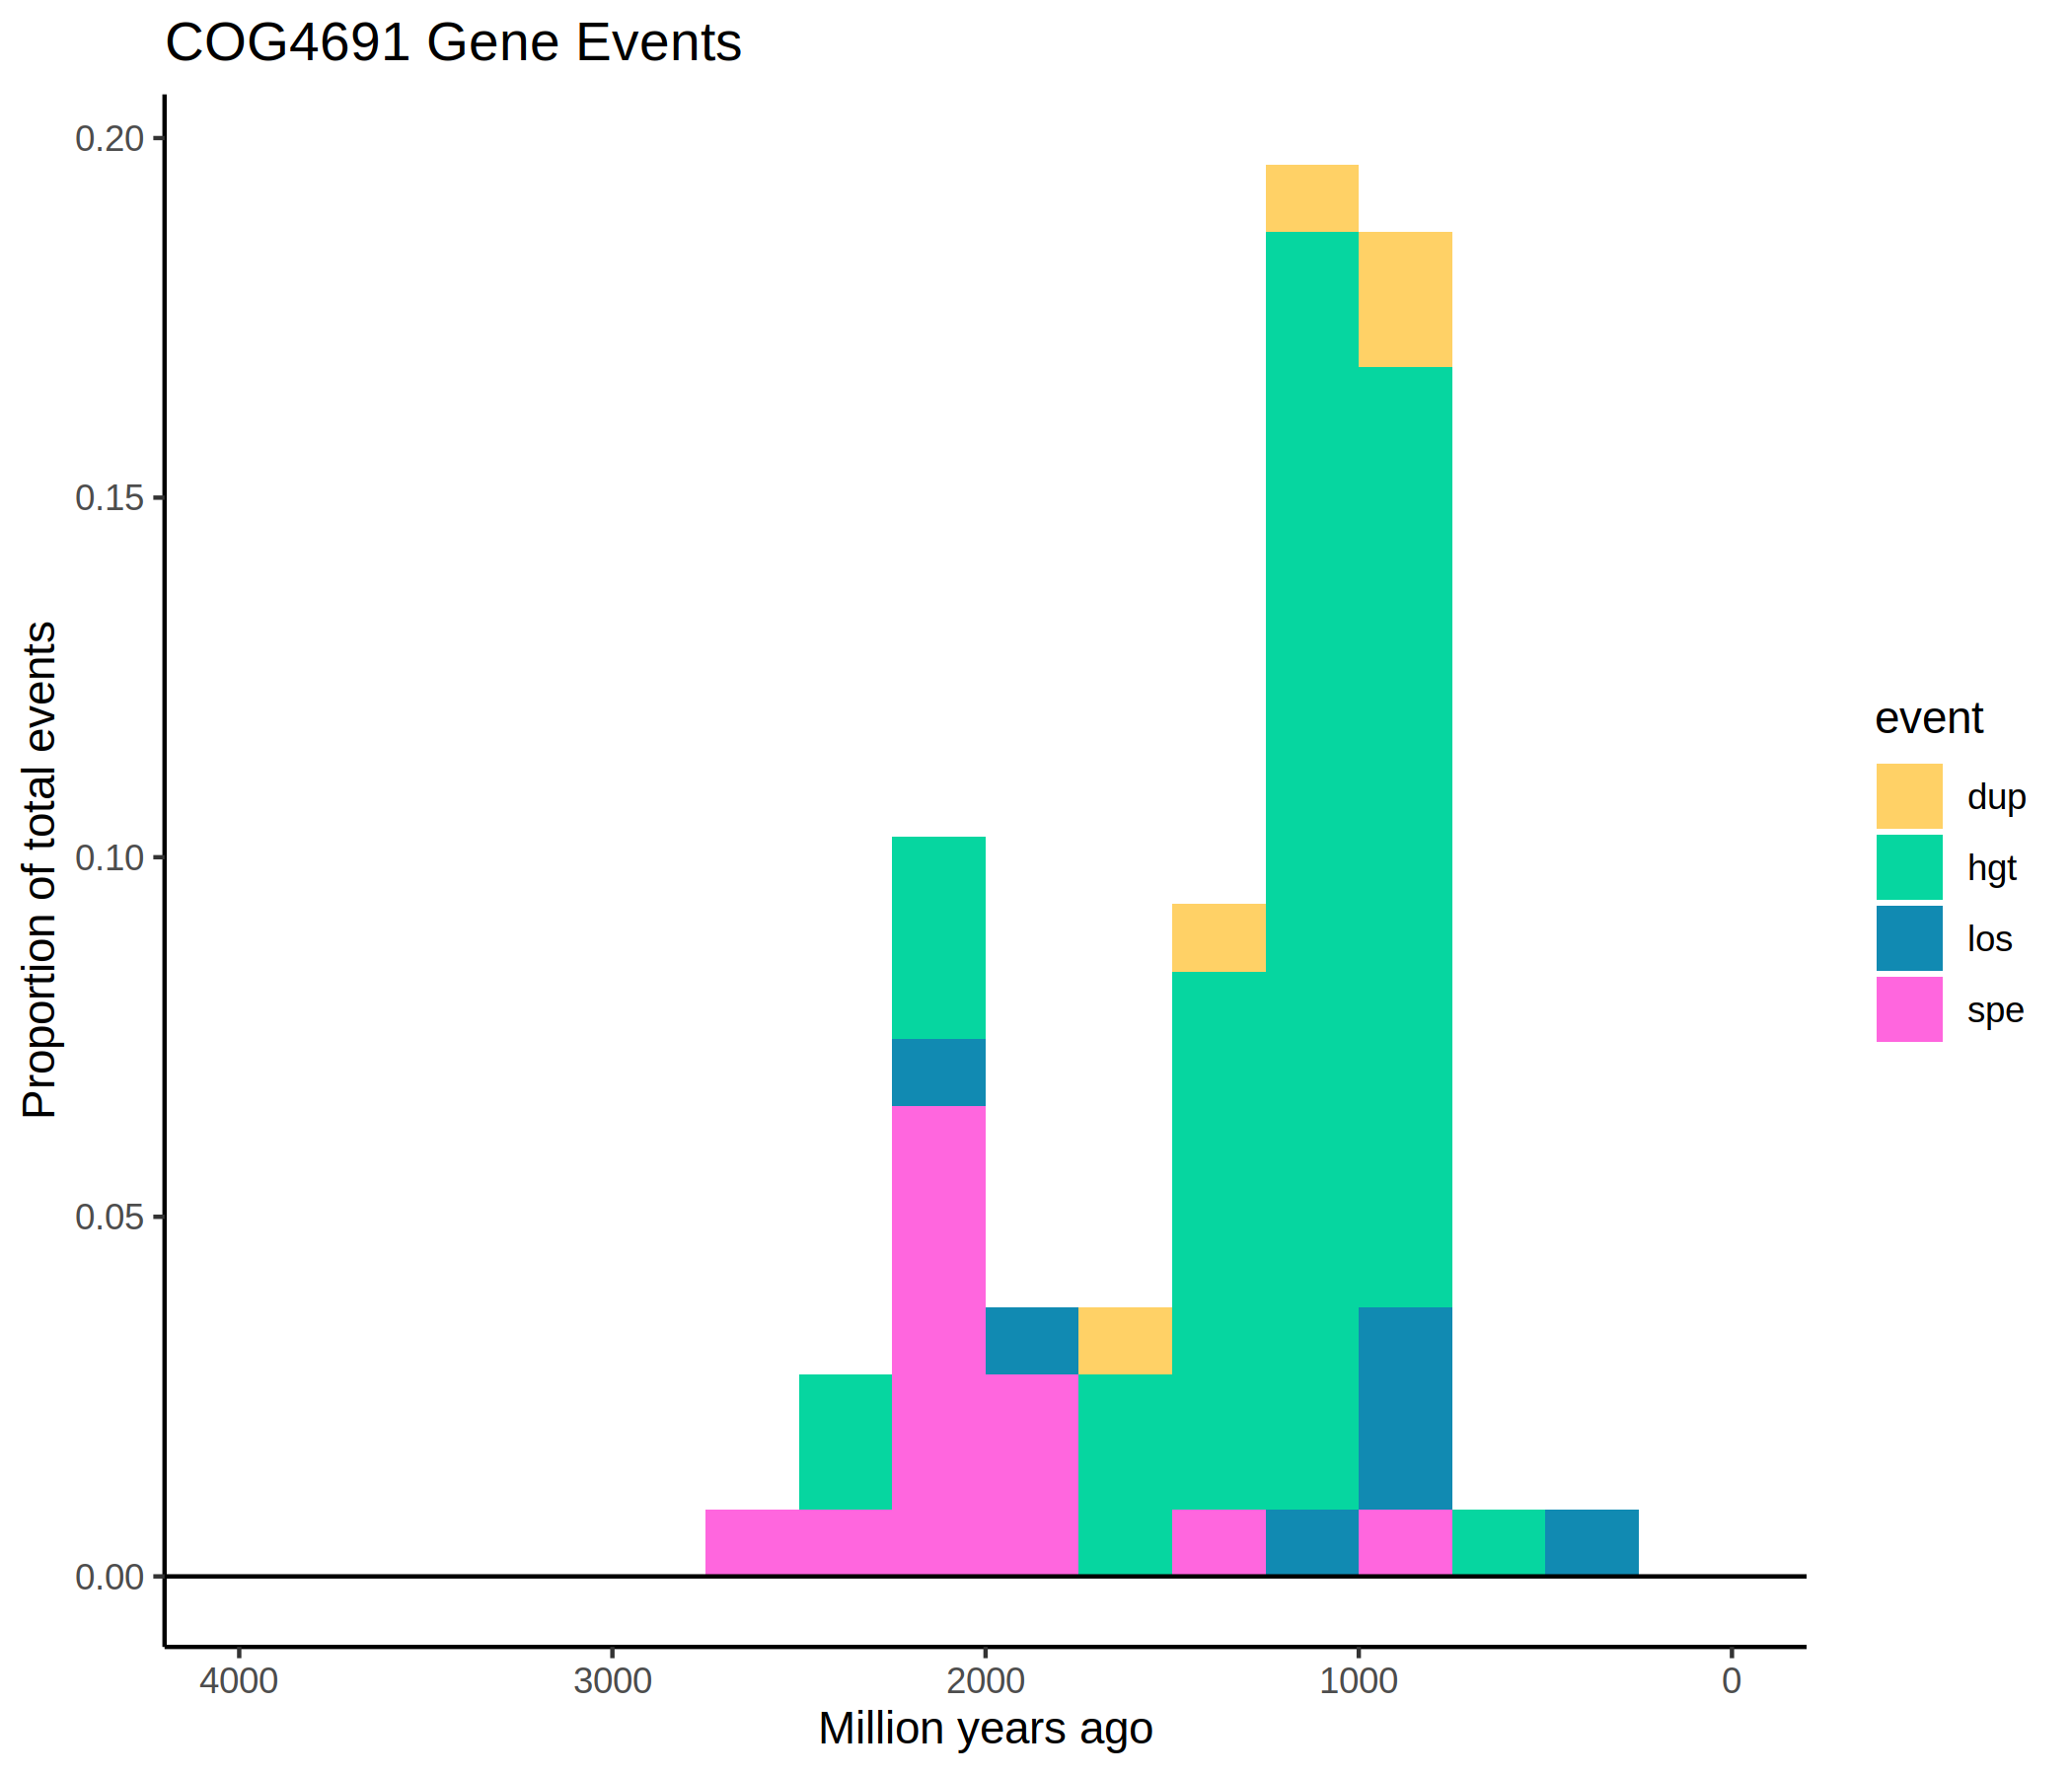 COG4691 Gene Events
Proportion of total events
0.20
0.15
0.10
0.05
0.00
4000
3000
2000
1000
0
Million years ago
event
dup
hgt
los
spe